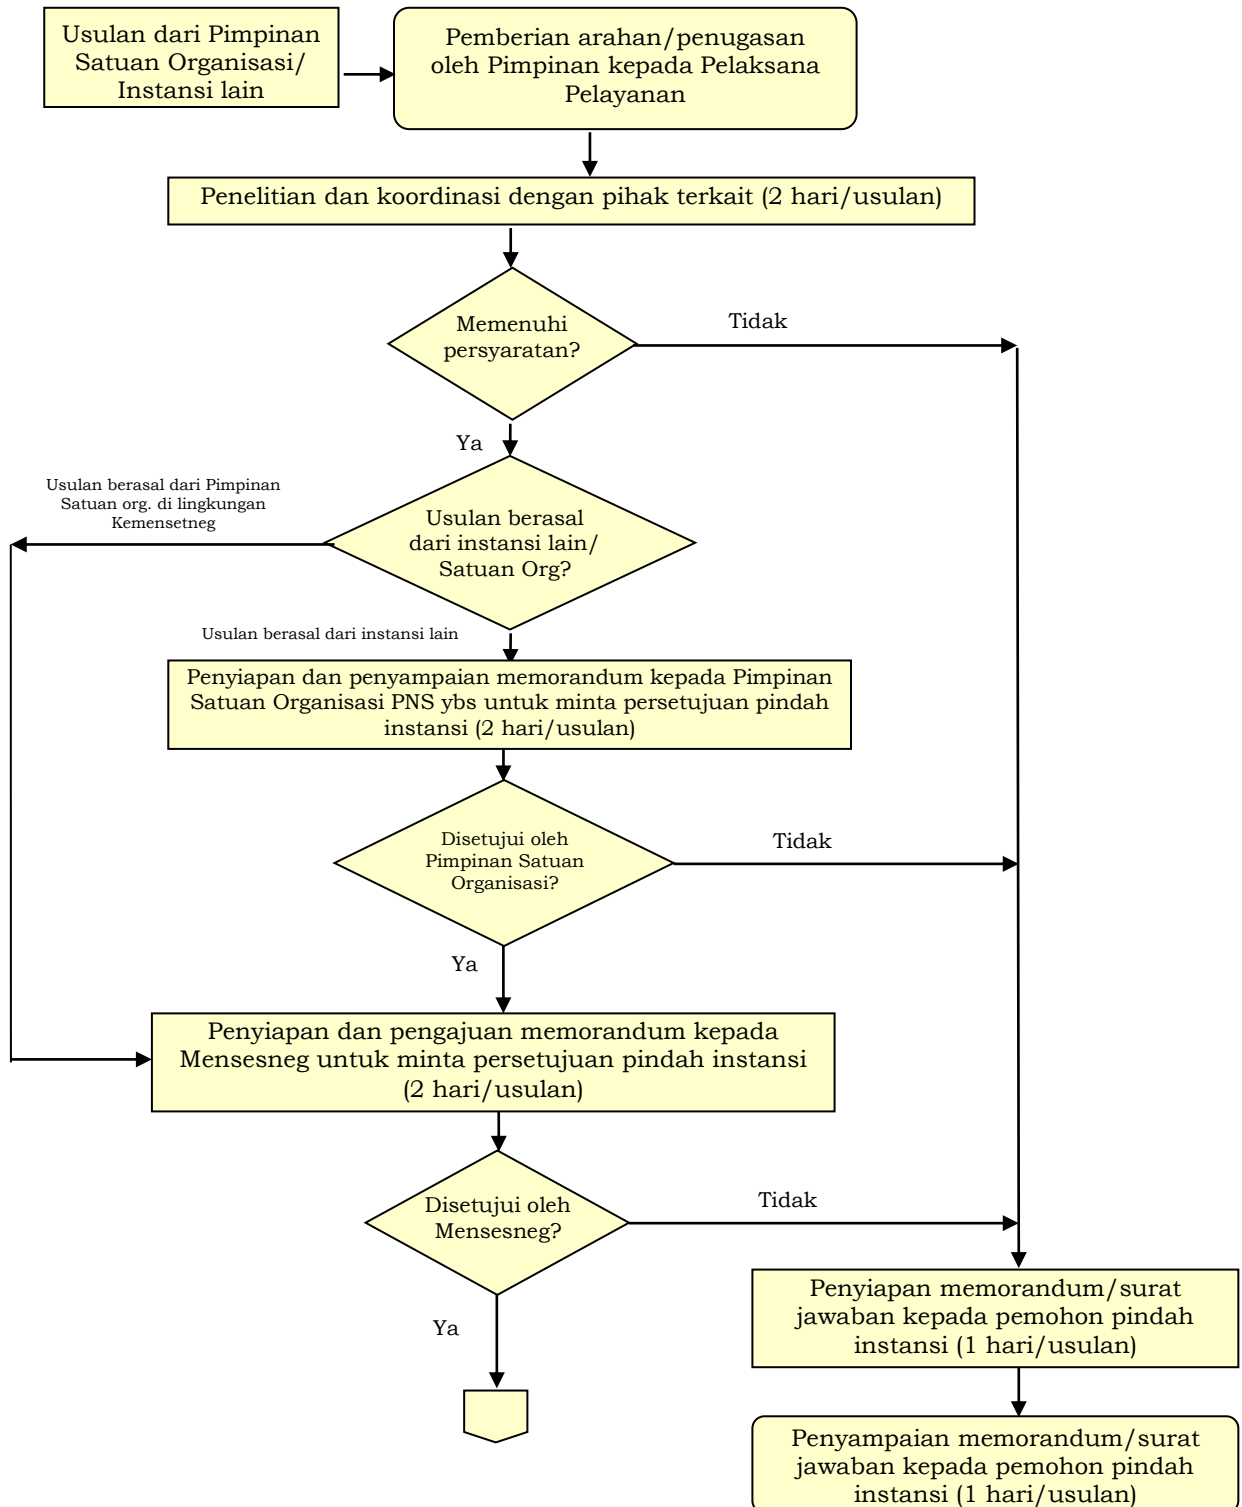 Usulan dari Pimpinan
Satuan Organisasi/
Instansi lain
Pemberian arahan/penugasan
oleh Pimpinan kepada Pelaksana
Pelayanan
Penelitian dan koordinasi dengan pihak terkait (2 hari/usulan)
Memenuhi
persyaratan?
Tidak
Ya
Usulan berasal dari Pimpinan
Satuan org. di lingkungan
Kemensetneg
Usulan berasal
dari instansi lain/
Satuan Org?
Usulan berasal dari instansi lain
Penyiapan dan penyampaian memorandum kepada Pimpinan
Satuan Organisasi PNS ybs untuk minta persetujuan pindah
instansi (2 hari/usulan)
Disetujui oleh
Pimpinan Satuan
Organisasi?
Tidak
Ya
Penyiapan dan pengajuan memorandum kepada
Mensesneg untuk minta persetujuan pindah instansi
(2 hari/usulan)
Disetujui oleh
Mensesneg?
Tidak
Ya
Penyiapan memorandum/surat
jawaban kepada pemohon pindah
instansi (1 hari/usulan)
Penyampaian memorandum/surat
jawaban kepada pemohon pindah
instansi (1 hari/usulan)